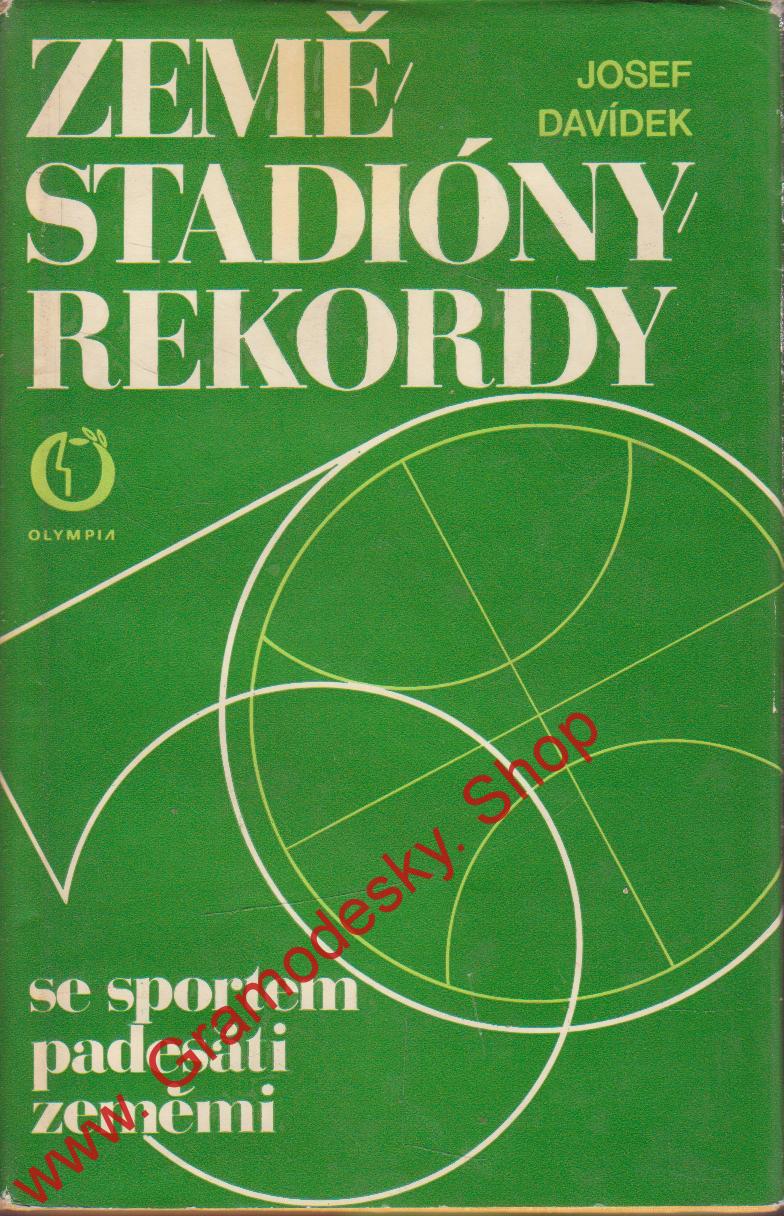 ZEMĚ/
STADIÓNY/
REKORDY
JOSEF
DAVÍDEK
OLYMPIA
se sportem
padesáti
zeměmi
www. Gramodesky. Shop